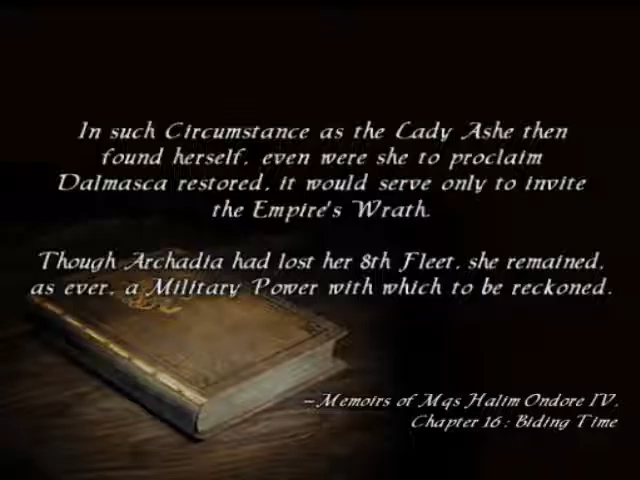 In such Circumstance as the Lady Ashe then
found herself, even were she to proclaim
Dalmasca restored, it would serve only to invite
the Empire's Wrath.
Though Archadia had lost her 8th Fleet, she remained,
as ever, a Military Power with which to be reckoned.
—Memoirs of Mqs Halim Ondore IV,
Chapter 16 : Biding Time